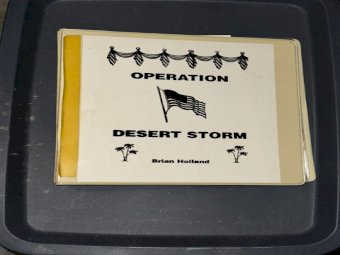 OPERATION
DESERT STORM
Brian Holland